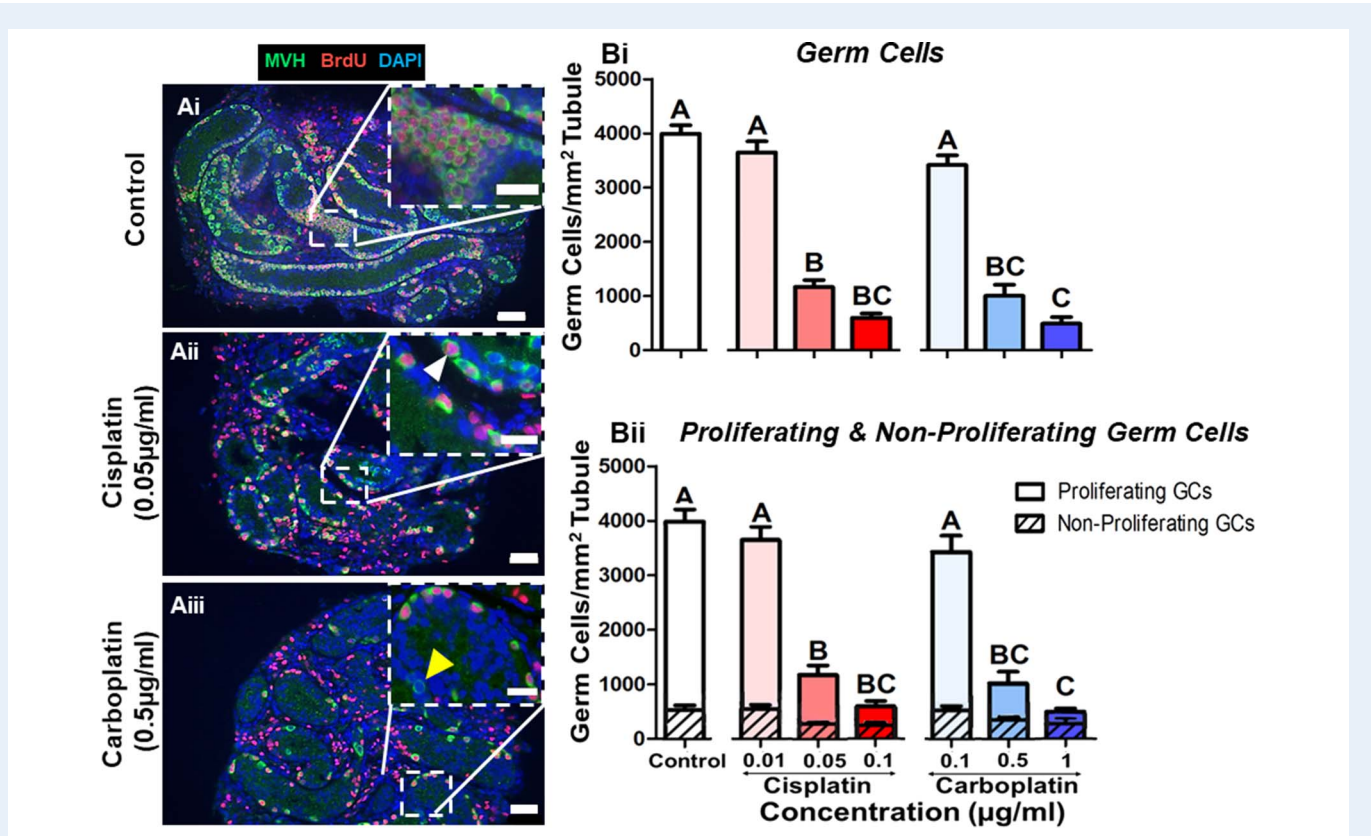 MVH BrdU DAPI
Ai
Control
Aii
Cisplatin
(0.05µg/ml)
Aiii
Carboplatin
(0.5µg/ml)
Bi Germ Cells
Germ Cells/mm² Tubule
5000
4000
3000
2000
1000
0
A
A
B
BC
A
BC
C
Bii Proliferating & Non-Proliferating Germ Cells
Germ Cells/mm² Tubule
5000
4000
3000
2000
1000
0
A
A
B
BC
A
BC
C
Proliferating GCs
Non-Proliferating GCs
Control 0.01 0.05 0.1 0.1 0.5 1
Cisplatin Carboplatin
Concentration (µg/ml)